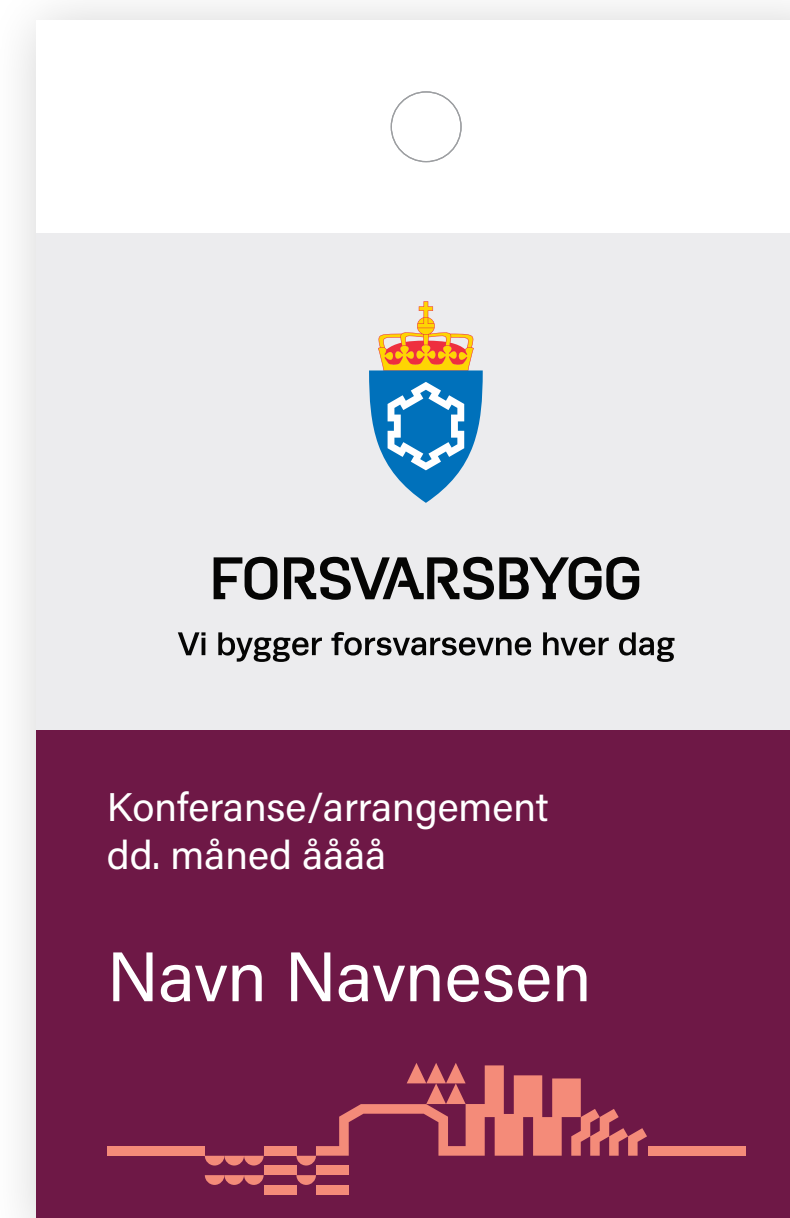 FORSVARSBYGG
Vi bygger forsvarsevne hver dag
Konferanse/arrangement
dd. måned åååå
Navn Navnesen